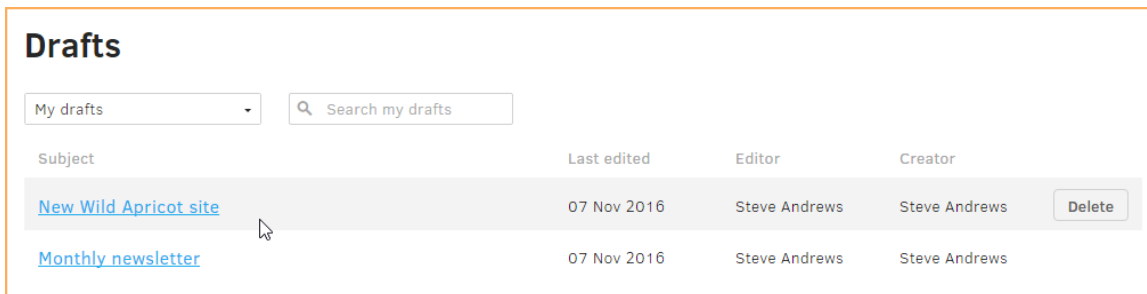 Drafts
My drafts Search my drafts
Subject Last edited Editor Creator
New Wild Apricot site 07 Nov 2016 Steve Andrews Steve Andrews Delete
Monthly newsletter 07 Nov 2016 Steve Andrews Steve Andrews